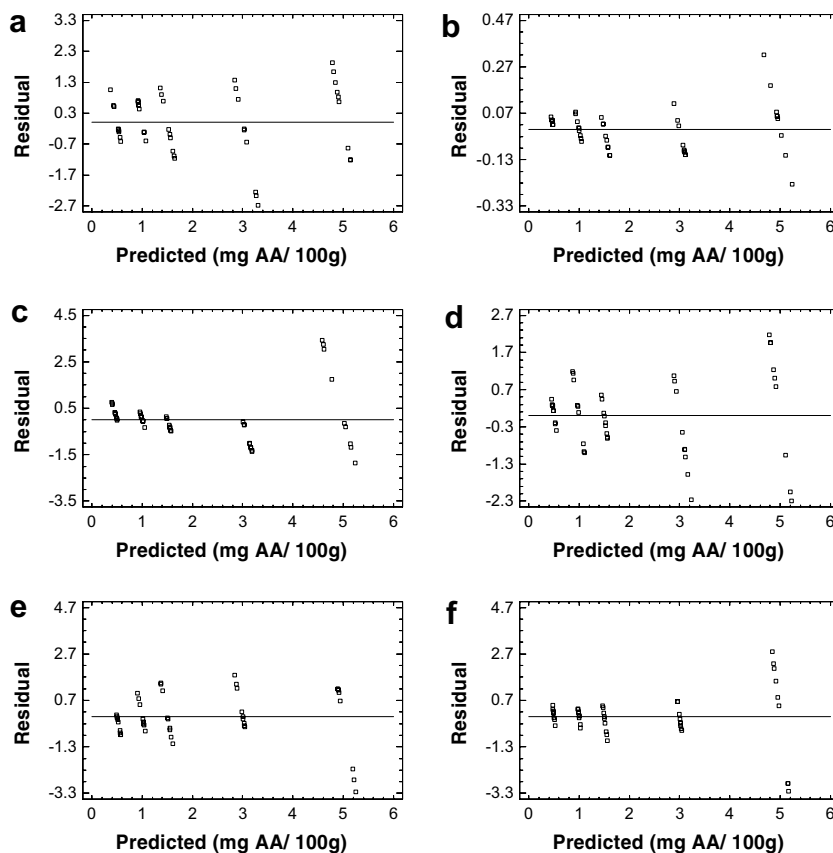 a
3.3
2.3
1.3
0.3
-0.7
-1.7
-2.7
Residual
0 1 2 3 4 5 6
Predicted (mg AA/ 100g)
b
0.47
0.27
0.07
-0.13
-0.33
Residual
0 1 2 3 4 5 6
Predicted (mg AA/ 100g)
c
4.5
2.5
0.5
-1.5
-3.5
Residual
0 1 2 3 4 5 6
Predicted (mg AA/ 100g)
d
2.7
1.7
0.7
-0.3
-1.3
-2.3
Residual
0 1 2 3 4 5 6
Predicted (mg AA/ 100g)
e
4.7
2.7
0.7
-1.3
-3.3
Residual
0 1 2 3 4 5 6
Predicted (mg AA/ 100g)
f
4.7
2.7
0.7
-1.3
-3.3
Residual
0 1 2 3 4 5 6
Predicted (mg AA/ 100g)